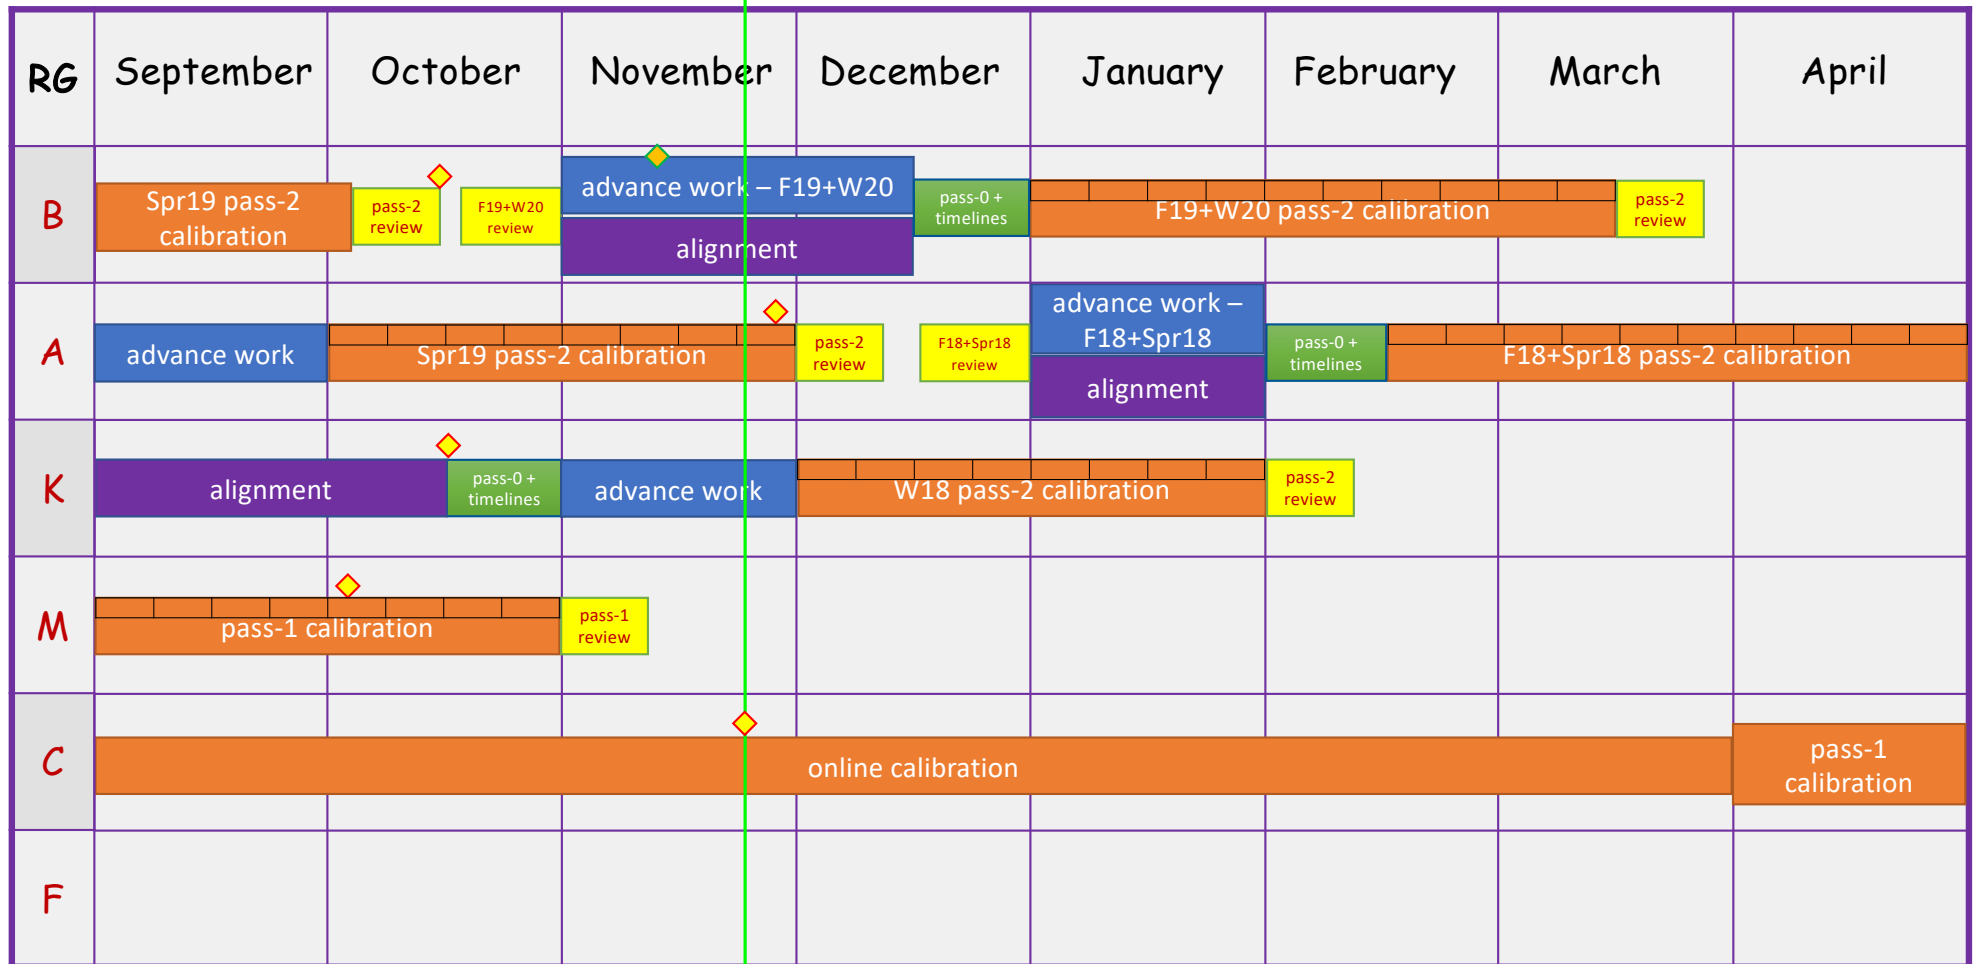 RG September October November December January February March April
B
Spr19 pass-2
calibration
pass-2
review
F19+W20
review
advance work – F19+W20
alignment
pass-0 +
timelines
F19+W20 pass-2 calibration
pass-2
review
A
advance work
Spr19 pass-2 calibration
pass-2
review
F18+Spr18
review
advance work –
F18+Spr18
alignment
pass-0 +
timelines
F18+Spr18 pass-2 calibration
K
alignment
pass-0 +
timelines
advance work
W18 pass-2 calibration
pass-2
review
M
pass-1 calibration
pass-1
review
C
online calibration
pass-1
calibration
F